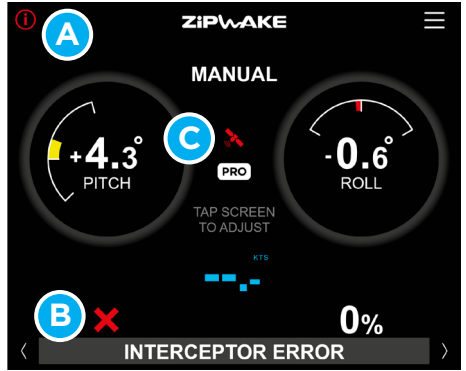 A
ZIPWAKE
MANUAL
+4.3°
PITCH
C
PRO
-0.6°
ROLL
TAP SCREEN
TO ADJUST
KTS
--.-
B
0%
INTERCEPTOR ERROR